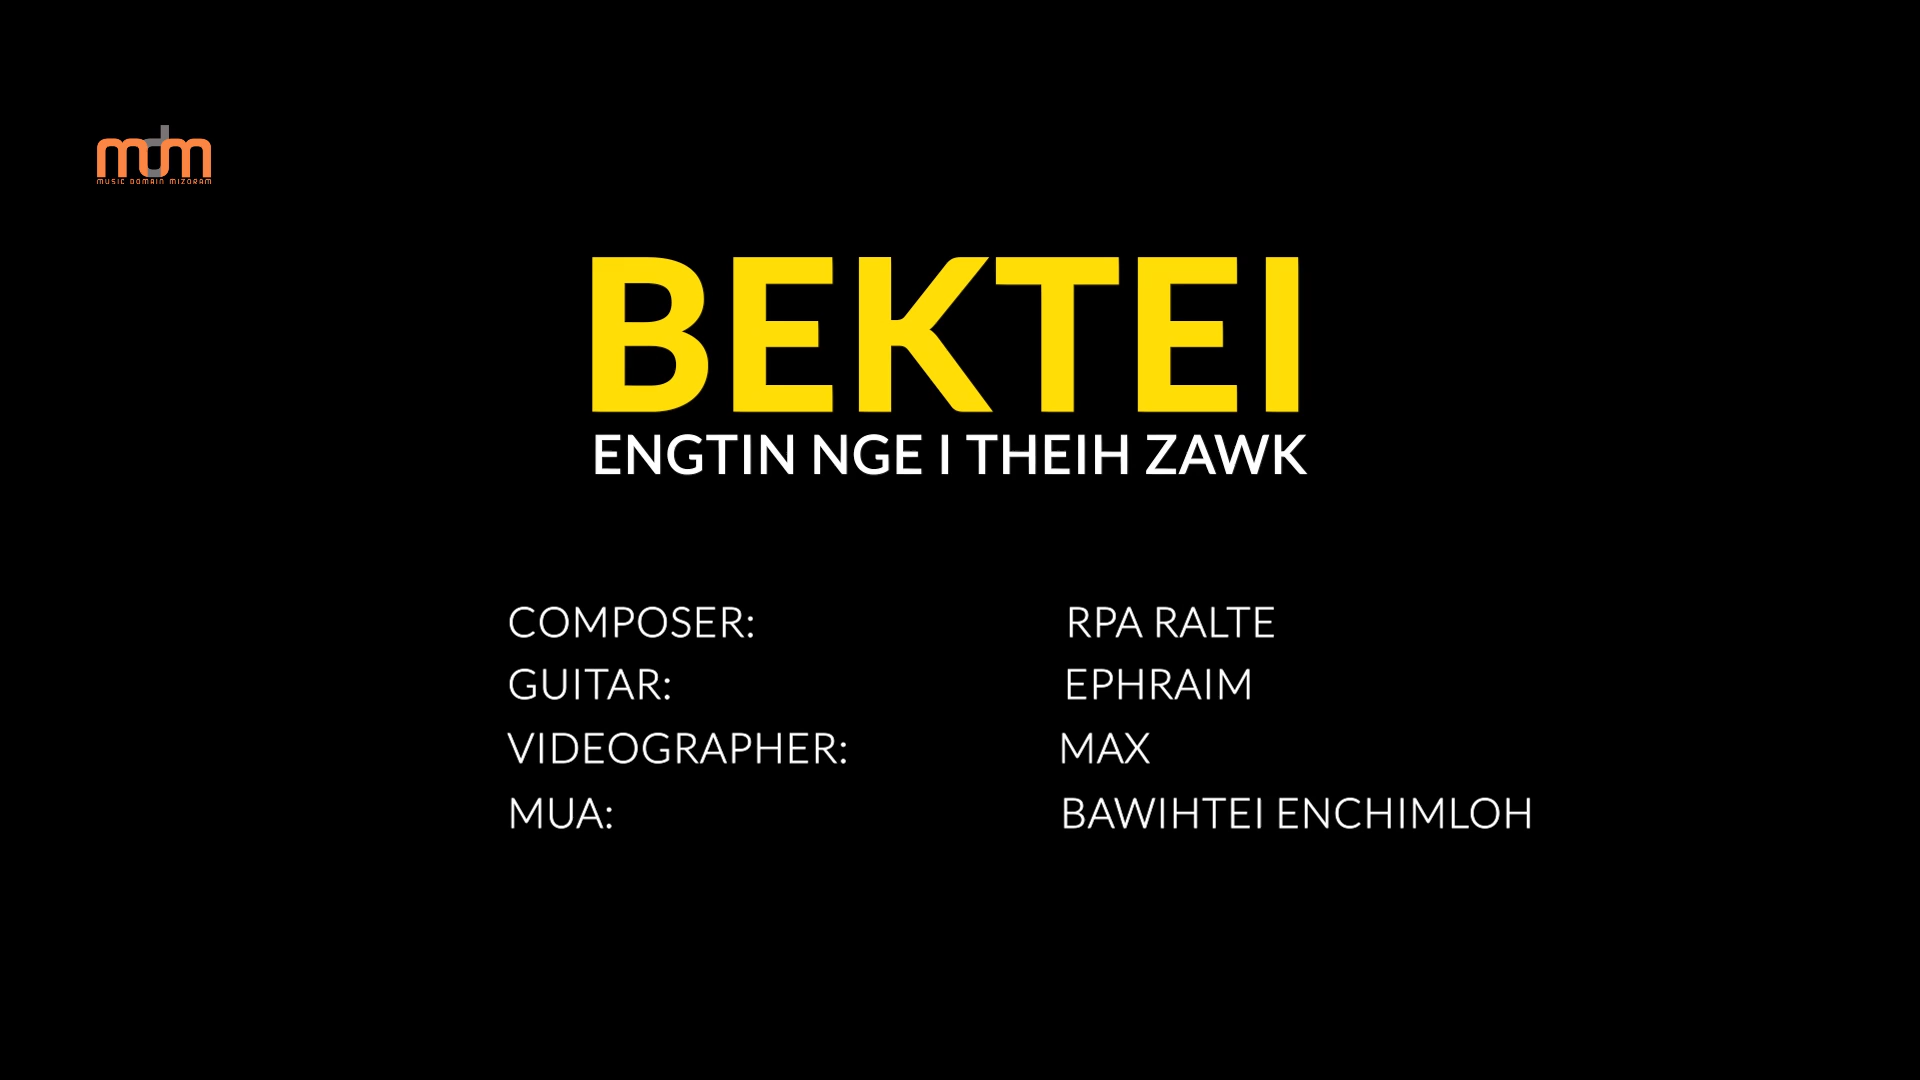 mdm
MUSIC DOMAIN MIZORAM
BEKTEI
ENGTIN NGE I THEIH ZAWK
COMPOSER: RPA RALTE
GUITAR: EPHRAIM
VIDEOGRAPHER: MAX
MUA: BAWIHTEI ENCHIMLOH